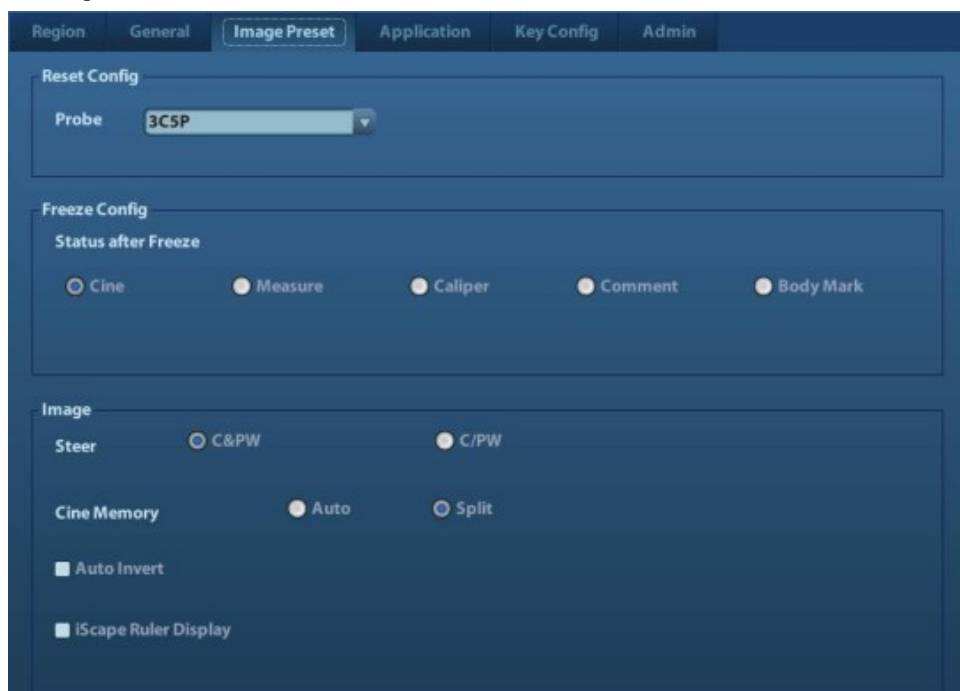 Region General Image Preset Application Key Config Admin
Reset Config
Probe 3C5P
Freeze Config
Status after Freeze
Cine Measure Caliper Comment Body Mark
Image
Steer C&PW C/PW
Cine Memory Auto Split
Auto Invert
iScape Ruler Display